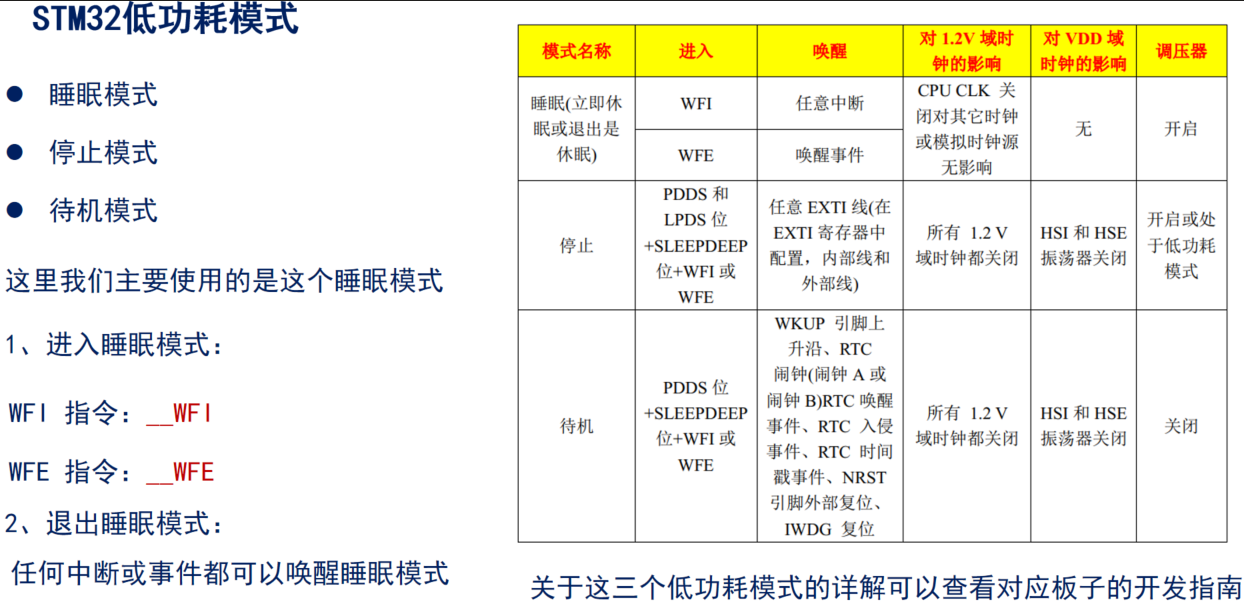 STM32低功耗模式
● 睡眠模式
● 停止模式
● 待机模式
这里我们主要使用的是这个睡眠模式
1、进入睡眠模式：
WFI 指令：__WFI
WFE 指令：__WFE
2、退出睡眠模式：
任何中断或事件都可以唤醒睡眠模式
模式名称
进入
唤醒
对 1.2V 域时
钟的影响
对 VDD 域
时钟的影响
调压器
睡眠(立即休
眠或退出是
休眠)
WFI
任意中断
WFE
唤醒事件
CPU CLK 关
闭对其它时钟
或模拟时钟源
无影响
无
开启
停止
PDDS 和
LPDS 位
+SLEEPDEEP
位+WFI 或
WFE
任意 EXTI 线(在
EXTI 寄存器中
配置，内部线和
外部线)
所有 1.2 V
域时钟都关闭
HSI 和 HSE
振荡器关闭
开启或处
于低功耗
模式
待机
PDDS 位
+SLEEPDEEP
位+WFI 或
WFE
WKUP 引脚上
升沿、RTC
闹钟(闹钟 A 或
闹钟 B)RTC 唤醒
事件、RTC 入侵
事件、RTC 时间
戳事件、NRST
引脚外部复位、
IWDG 复位
所有 1.2 V
域时钟都关闭
HSI 和 HSE
振荡器关闭
关闭
关于这三个低功耗模式的详解可以查看对应板子的开发指南